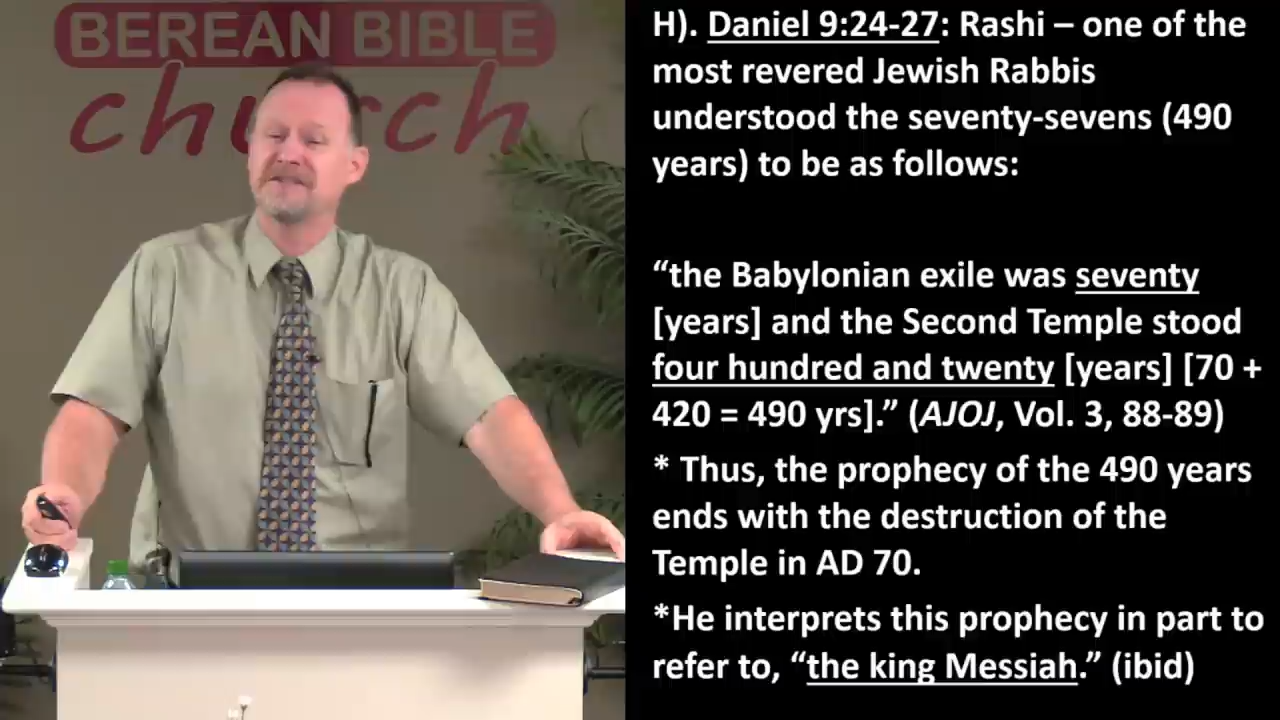 BEREAN BIBLE
church
H). Daniel 9:24-27: Rashi – one of the
most revered Jewish Rabbis
understood the seventy-sevens (490
years) to be as follows:
“the Babylonian exile was seventy
[years] and the Second Temple stood
four hundred and twenty [years] [70 +
420 = 490 yrs].” (AJOJ, Vol. 3, 88-89)
* Thus, the prophecy of the 490 years
ends with the destruction of the
Temple in AD 70.
*He interprets this prophecy in part to
refer to, “the king Messiah.” (ibid)